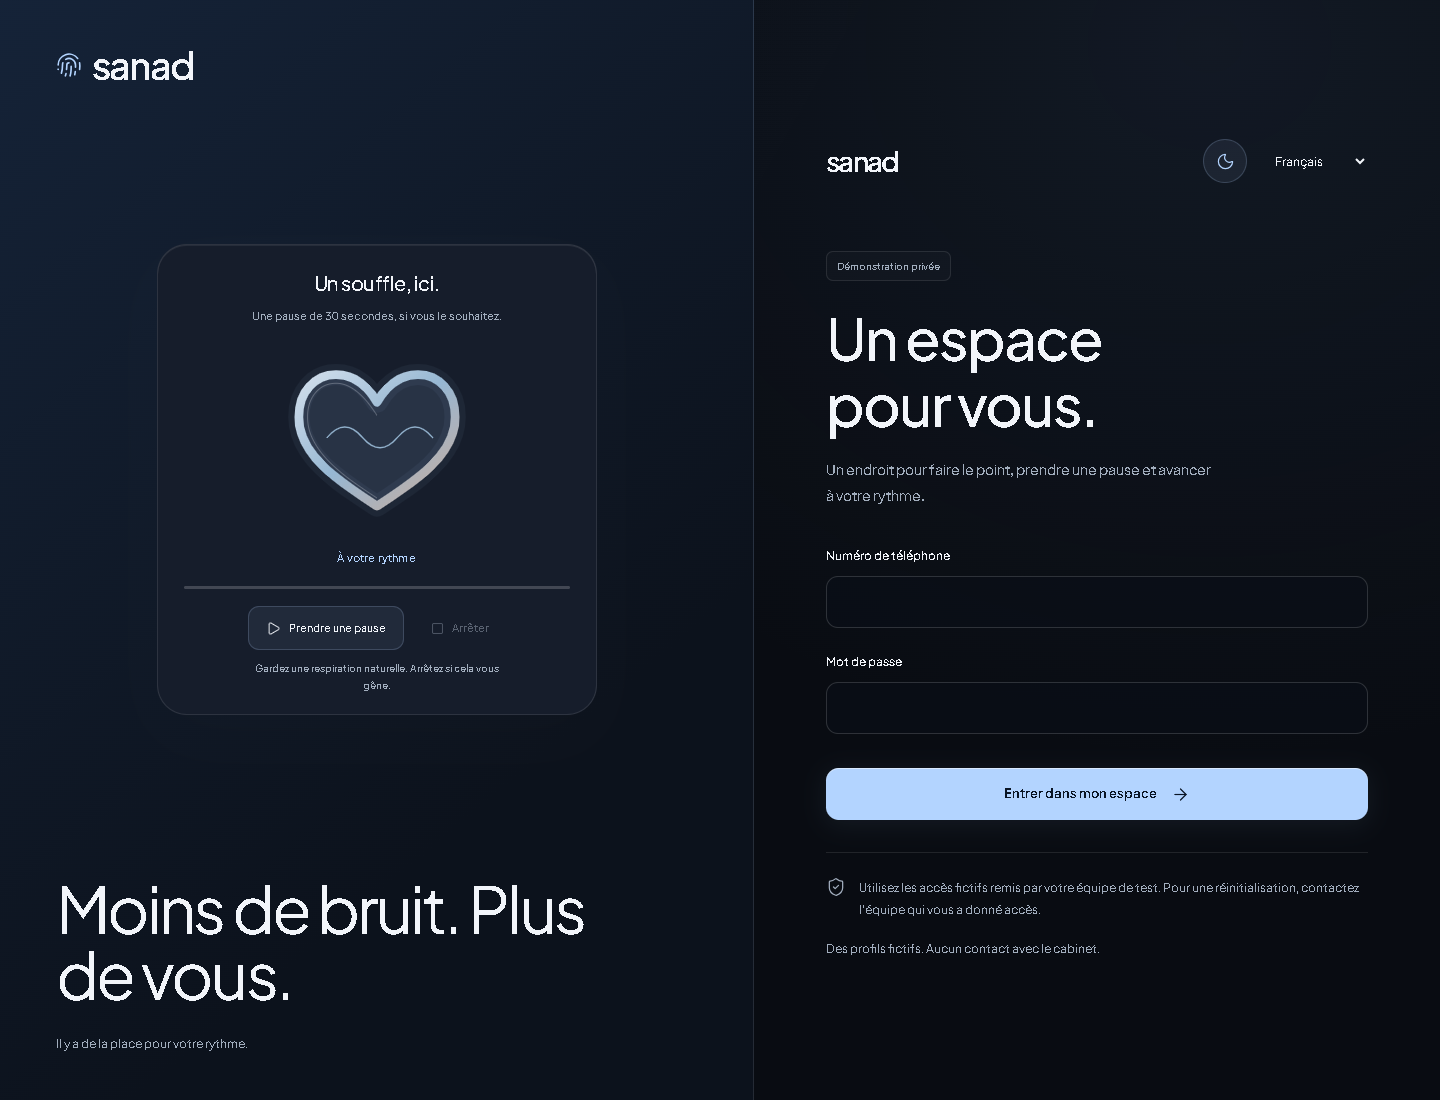 sanad
Un souffle, ici.
Une pause de 30 secondes, si vous le souhaitez.
À votre rythme
Prendre une pause
Arrêter
Gardez une respiration naturelle. Arrêtez si cela vous
gêne.
Moins de bruit. Plus
de vous.
Il y a de la place pour votre rythme.
sanad
Français
Démonstration privée
Un espace
pour vous.
Un endroit pour faire le point, prendre une pause et avancer
à votre rythme.
Numéro de téléphone
Mot de passe
Entrer dans mon espace
Utilisez les accès fictifs remis par votre équipe de test. Pour une réinitialisation, contactez
l'équipe qui vous a donné accès.
Des profils fictifs. Aucun contact avec le cabinet.